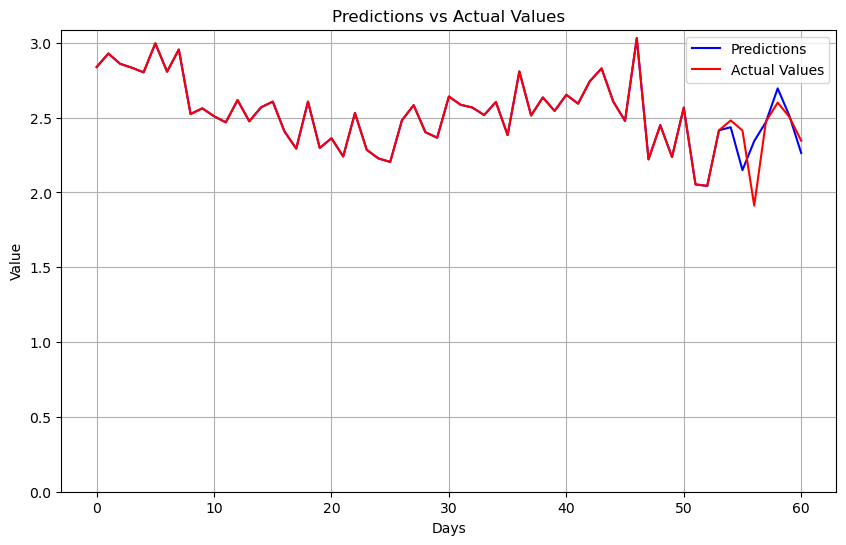 Predictions vs Actual Values
Predictions
Actual Values
3.0
2.5
2.0
1.5
1.0
0.5
0.0
Value
0 10 20 30 40 50 60
Days